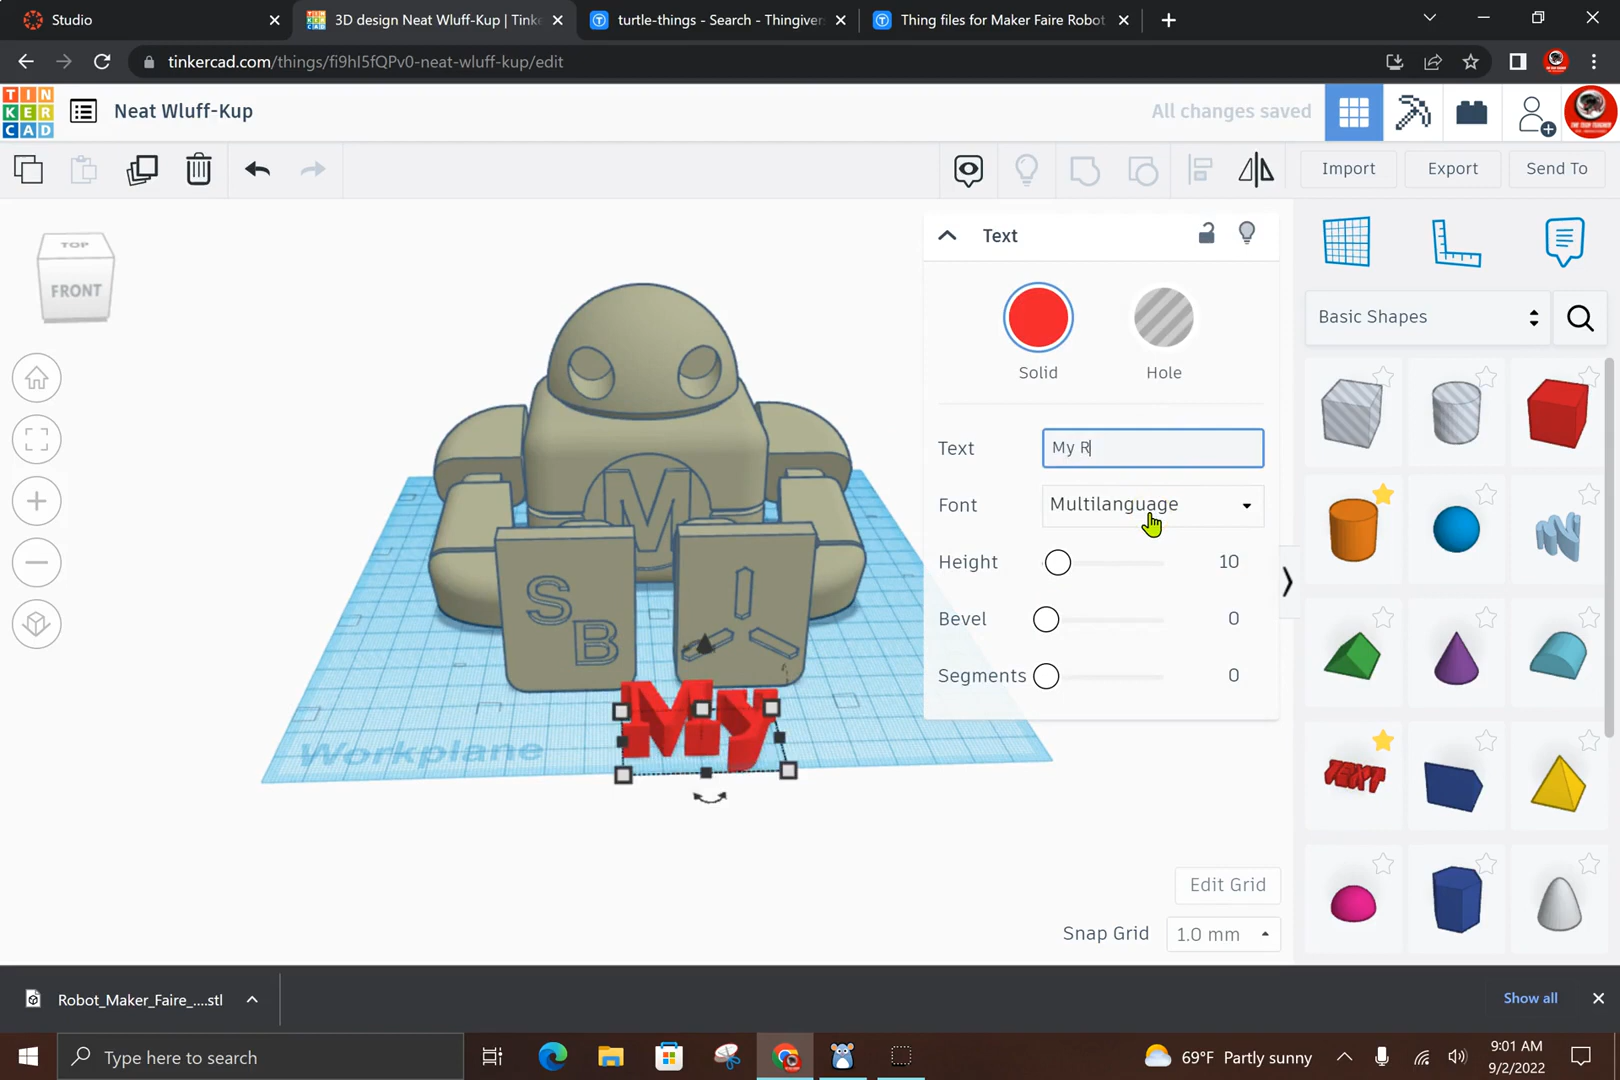 Studio
3D design Neat Wluff-Kup | Tink
turtle-things - Search - Thingivers
Thing files for Maker Faire Robot
tinkercad.com/things/fi9hI5fQPv0-neat-wluff-kup/edit
TIN
KER
CAD
Neat Wluff-Kup
All changes saved
Import
Export
Send To
TOP
FRONT
Text
Solid
Hole
Text
My R
Font
Multilanguage
Height
10
Bevel
0
Segments
0
Basic Shapes
M
S
B
My
Workplane
TEXT
Edit Grid
Snap Grid
1.0 mm
Robot_Maker_Faire_....stl
Show all
Type here to search
69°F Partly sunny
9:01 AM
9/2/2022